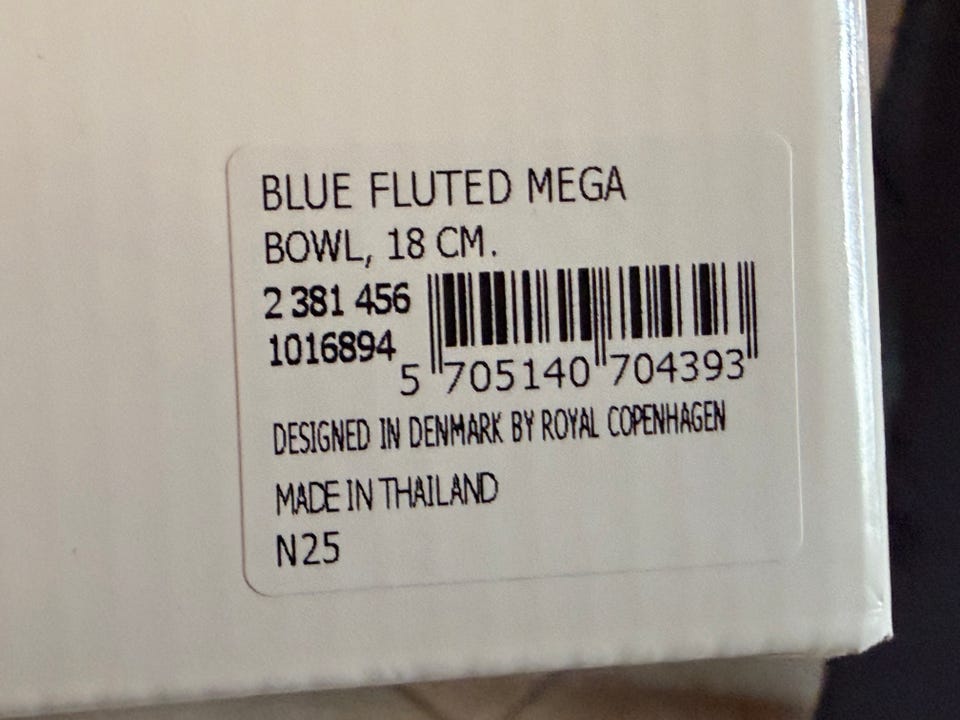 BLUE FLUTED MEGA
BOWL, 18 CM.
2 381 456
1016894
5 705140 704393
DESIGNED IN DENMARK BY ROYAL COPENHAGEN
MADE IN THAILAND
N25